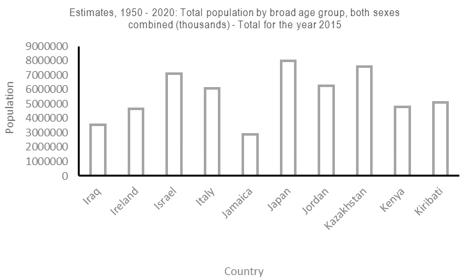 Estimates, 1950 - 2020: Total population by broad age group, both sexes
combined (thousands) - Total for the year 2015
Population
9000000
8000000
7000000
6000000
5000000
4000000
3000000
2000000
1000000
0
Iraq
Ireland
Israel
Italy
Jamaica
Japan
Jordan
Kazakhstan
Kenya
Kiribati
Country